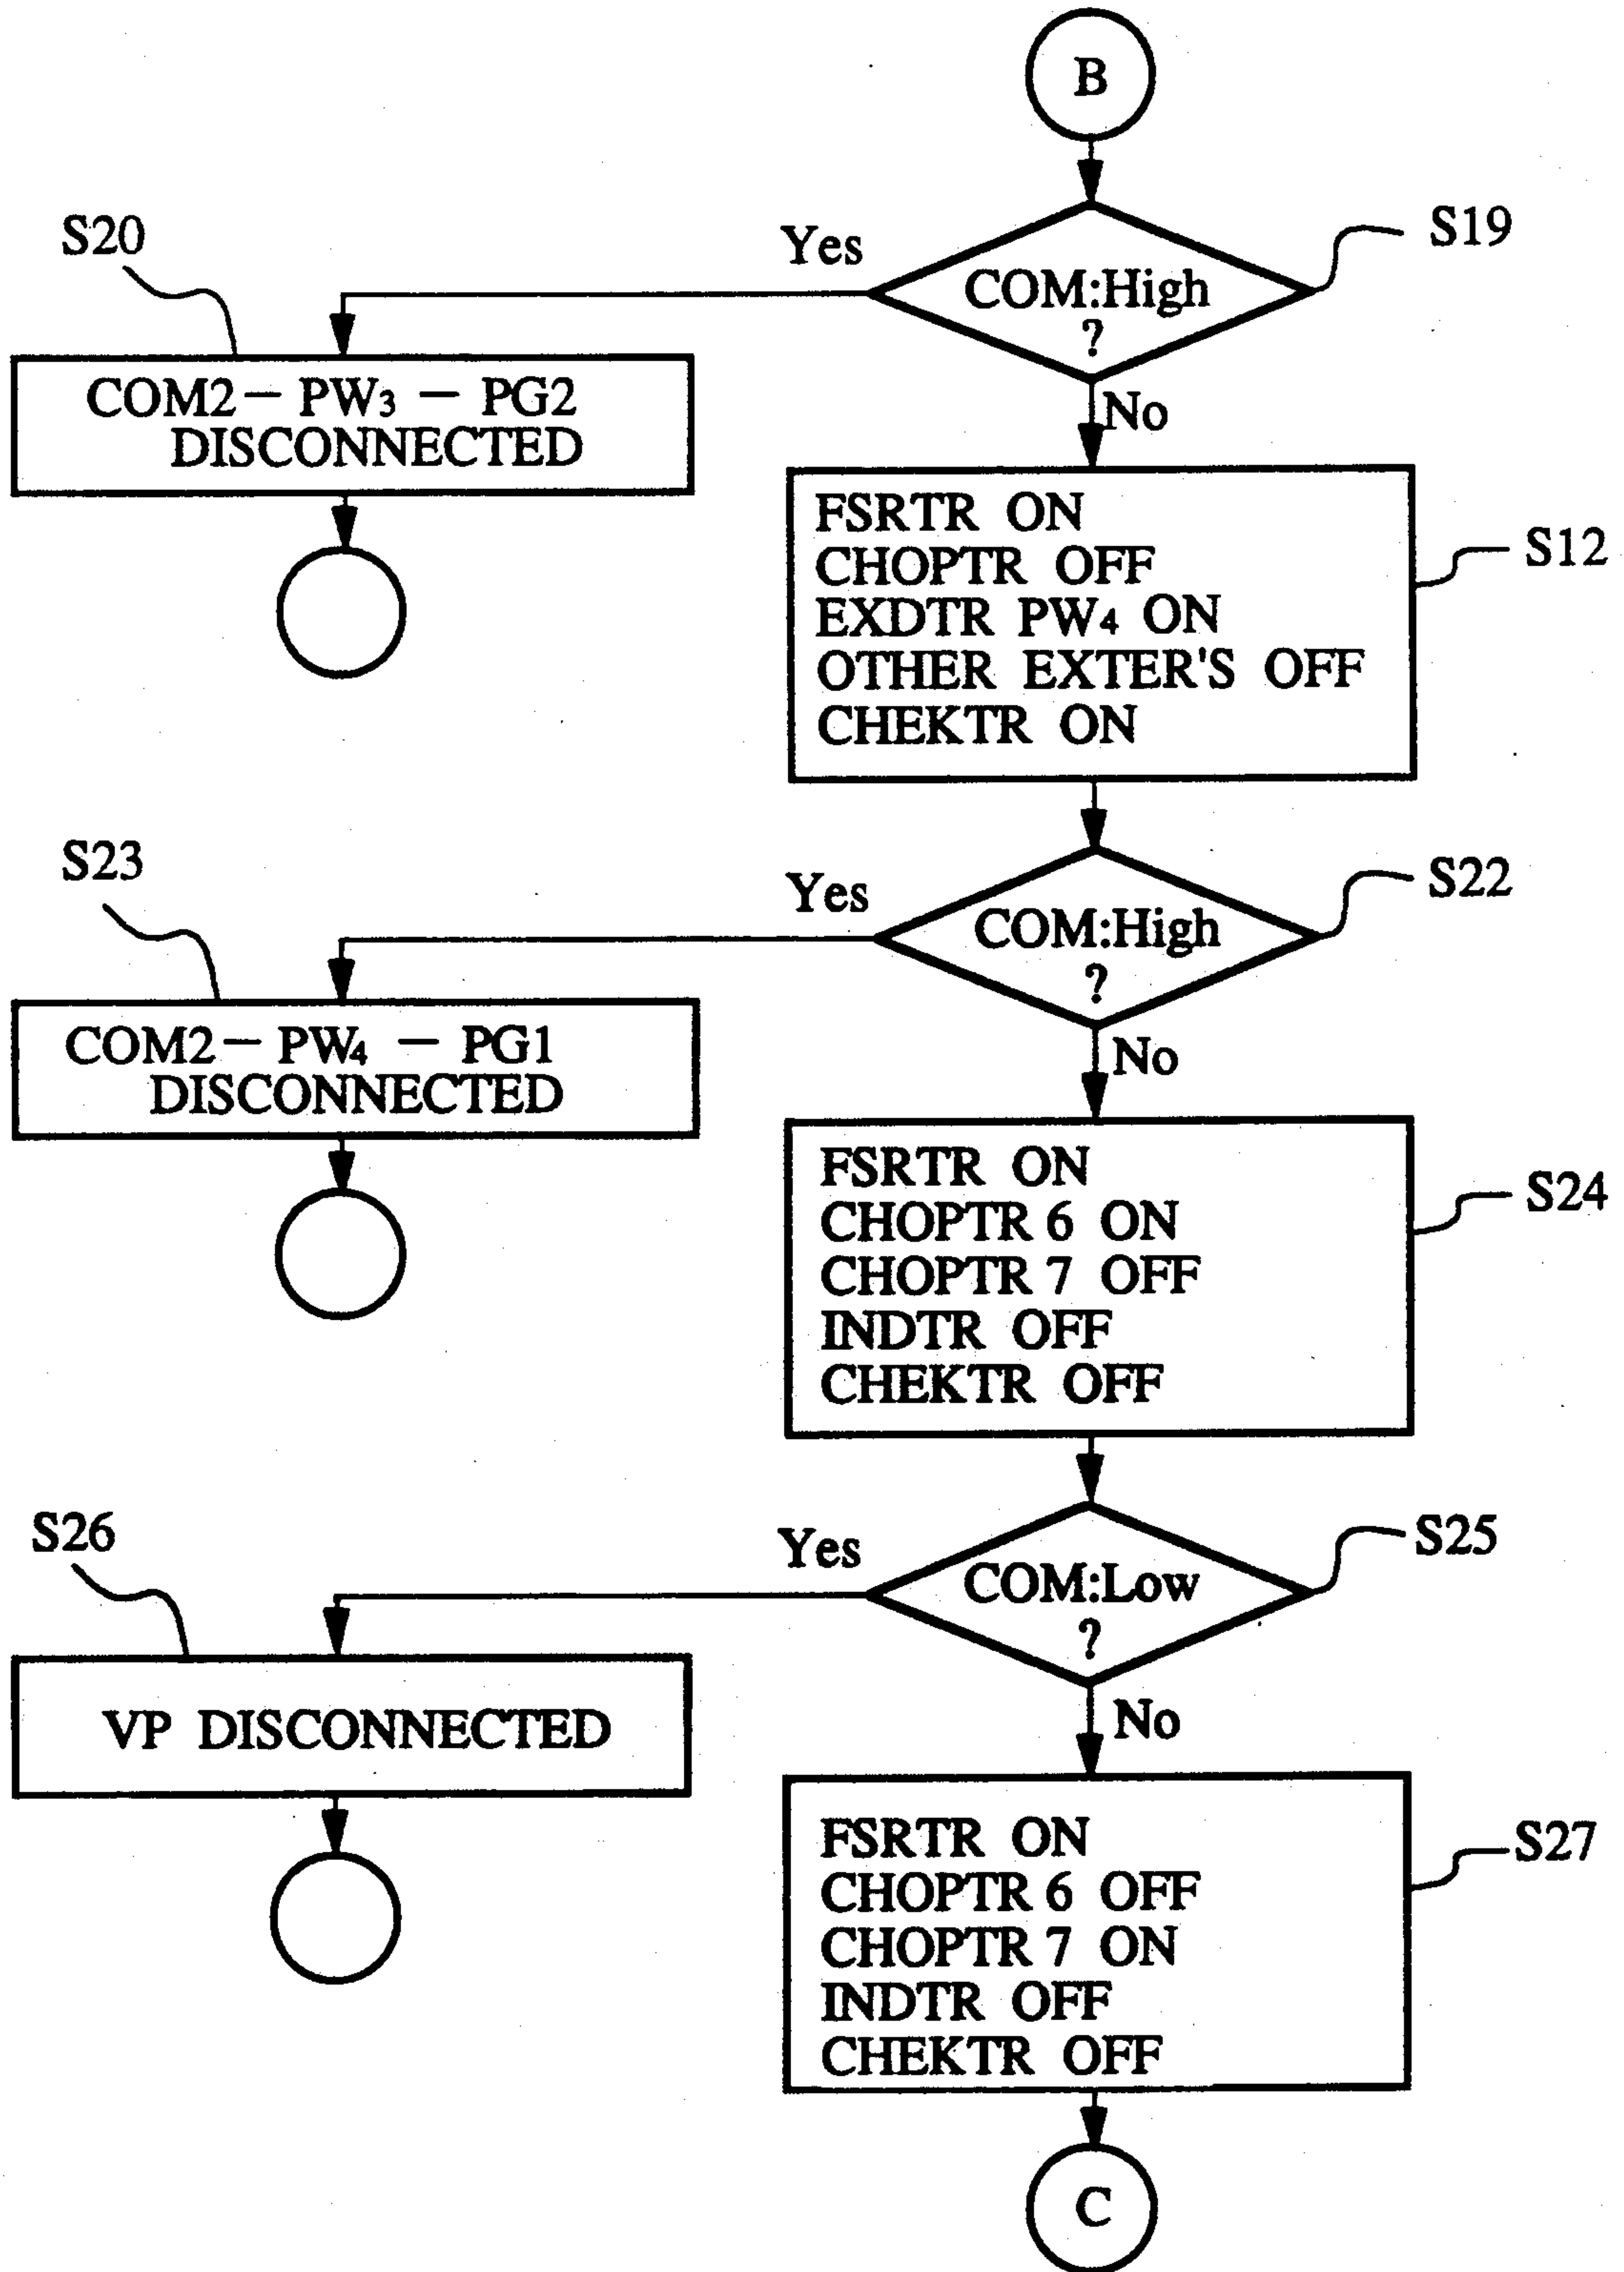 B
S19
COM:High
?
Yes
No
S20
COM2 — PW3 — PG2
DISCONNECTED
S12
FSRTR ON
CHOPTR OFF
EXDTR PW4 ON
OTHER EXTER'S OFF
CHEKTR ON
S22
COM:High
?
Yes
No
S23
COM2 — PW4 — PG1
DISCONNECTED
S24
FSRTR ON
CHOPTR 6 ON
CHOPTR 7 OFF
INDTR OFF
CHEKTR OFF
S25
COM:Low
?
Yes
No
S26
VP DISCONNECTED
S27
FSRTR ON
CHOPTR 6 OFF
CHOPTR 7 ON
INDTR OFF
CHEKTR OFF
C